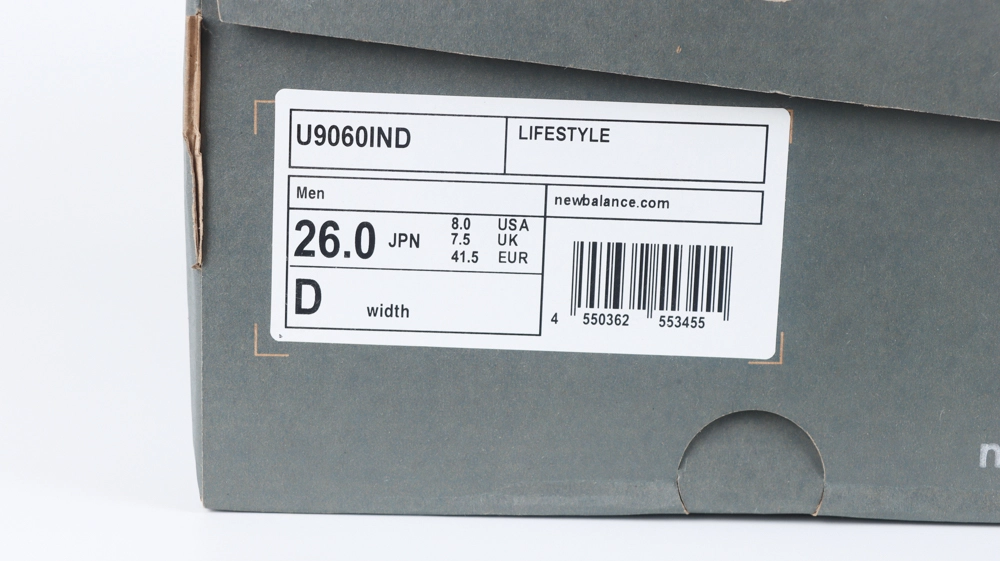 U9060IND
LIFESTYLE
Men
newbalance.com
26.0 JPN
8.0 USA
7.5 UK
41.5 EUR
D width
4 550362 553455
n